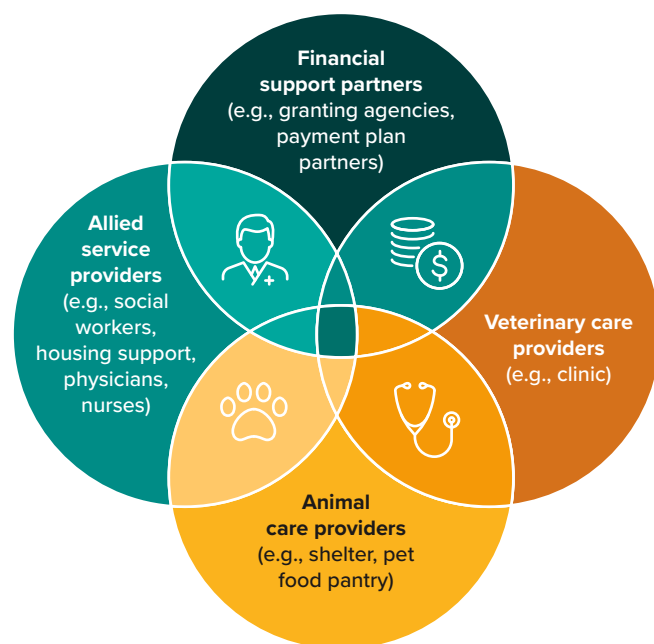 Financial
support partners
(e.g., granting agencies,
payment plan
partners)
Allied
service
providers
(e.g., social
workers,
housing support,
physicians,
nurses)
$
Veterinary care
providers
(e.g., clinic)
Animal
care providers
(e.g., shelter, pet
food pantry)